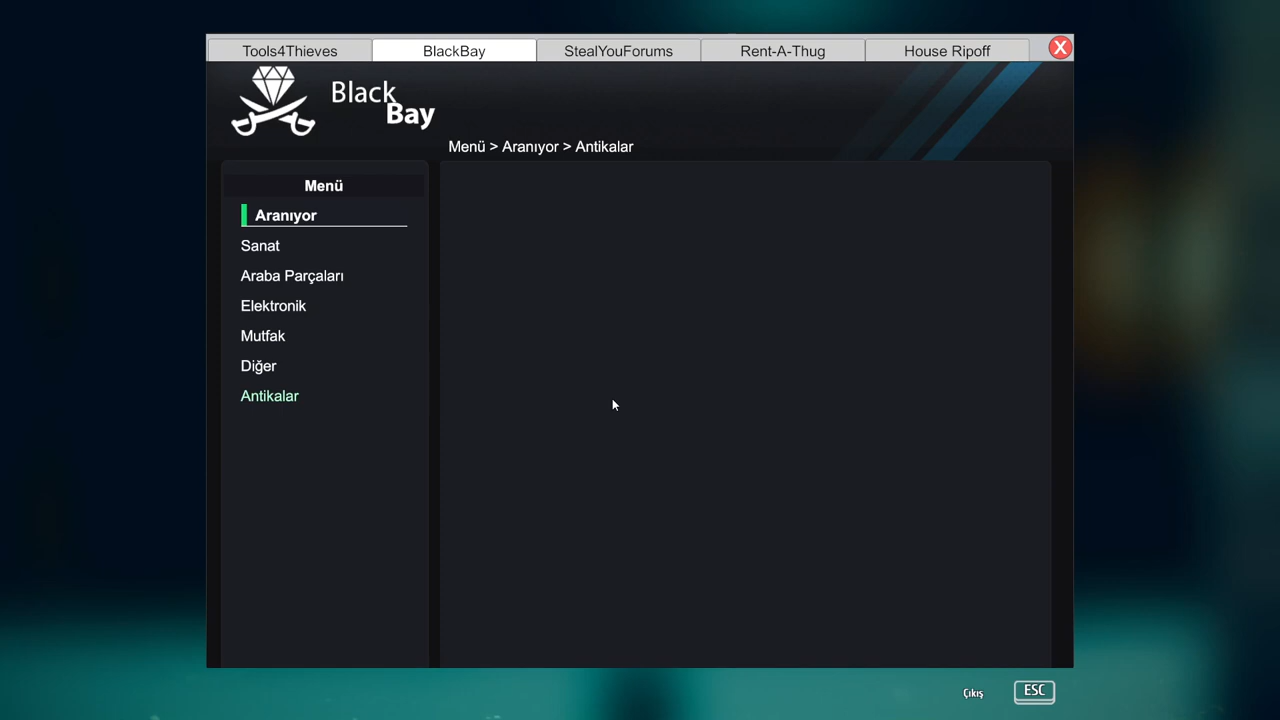 Tools4Thieves BlackBay StealYouForums Rent-A-Thug House Ripoff X
Black
Bay
Menü > Aranıyor > Antikalar
Menü
Aranıyor
Sanat
Araba Parçaları
Elektronik
Mutfak
Diğer
Antikalar
Çıkış ESC